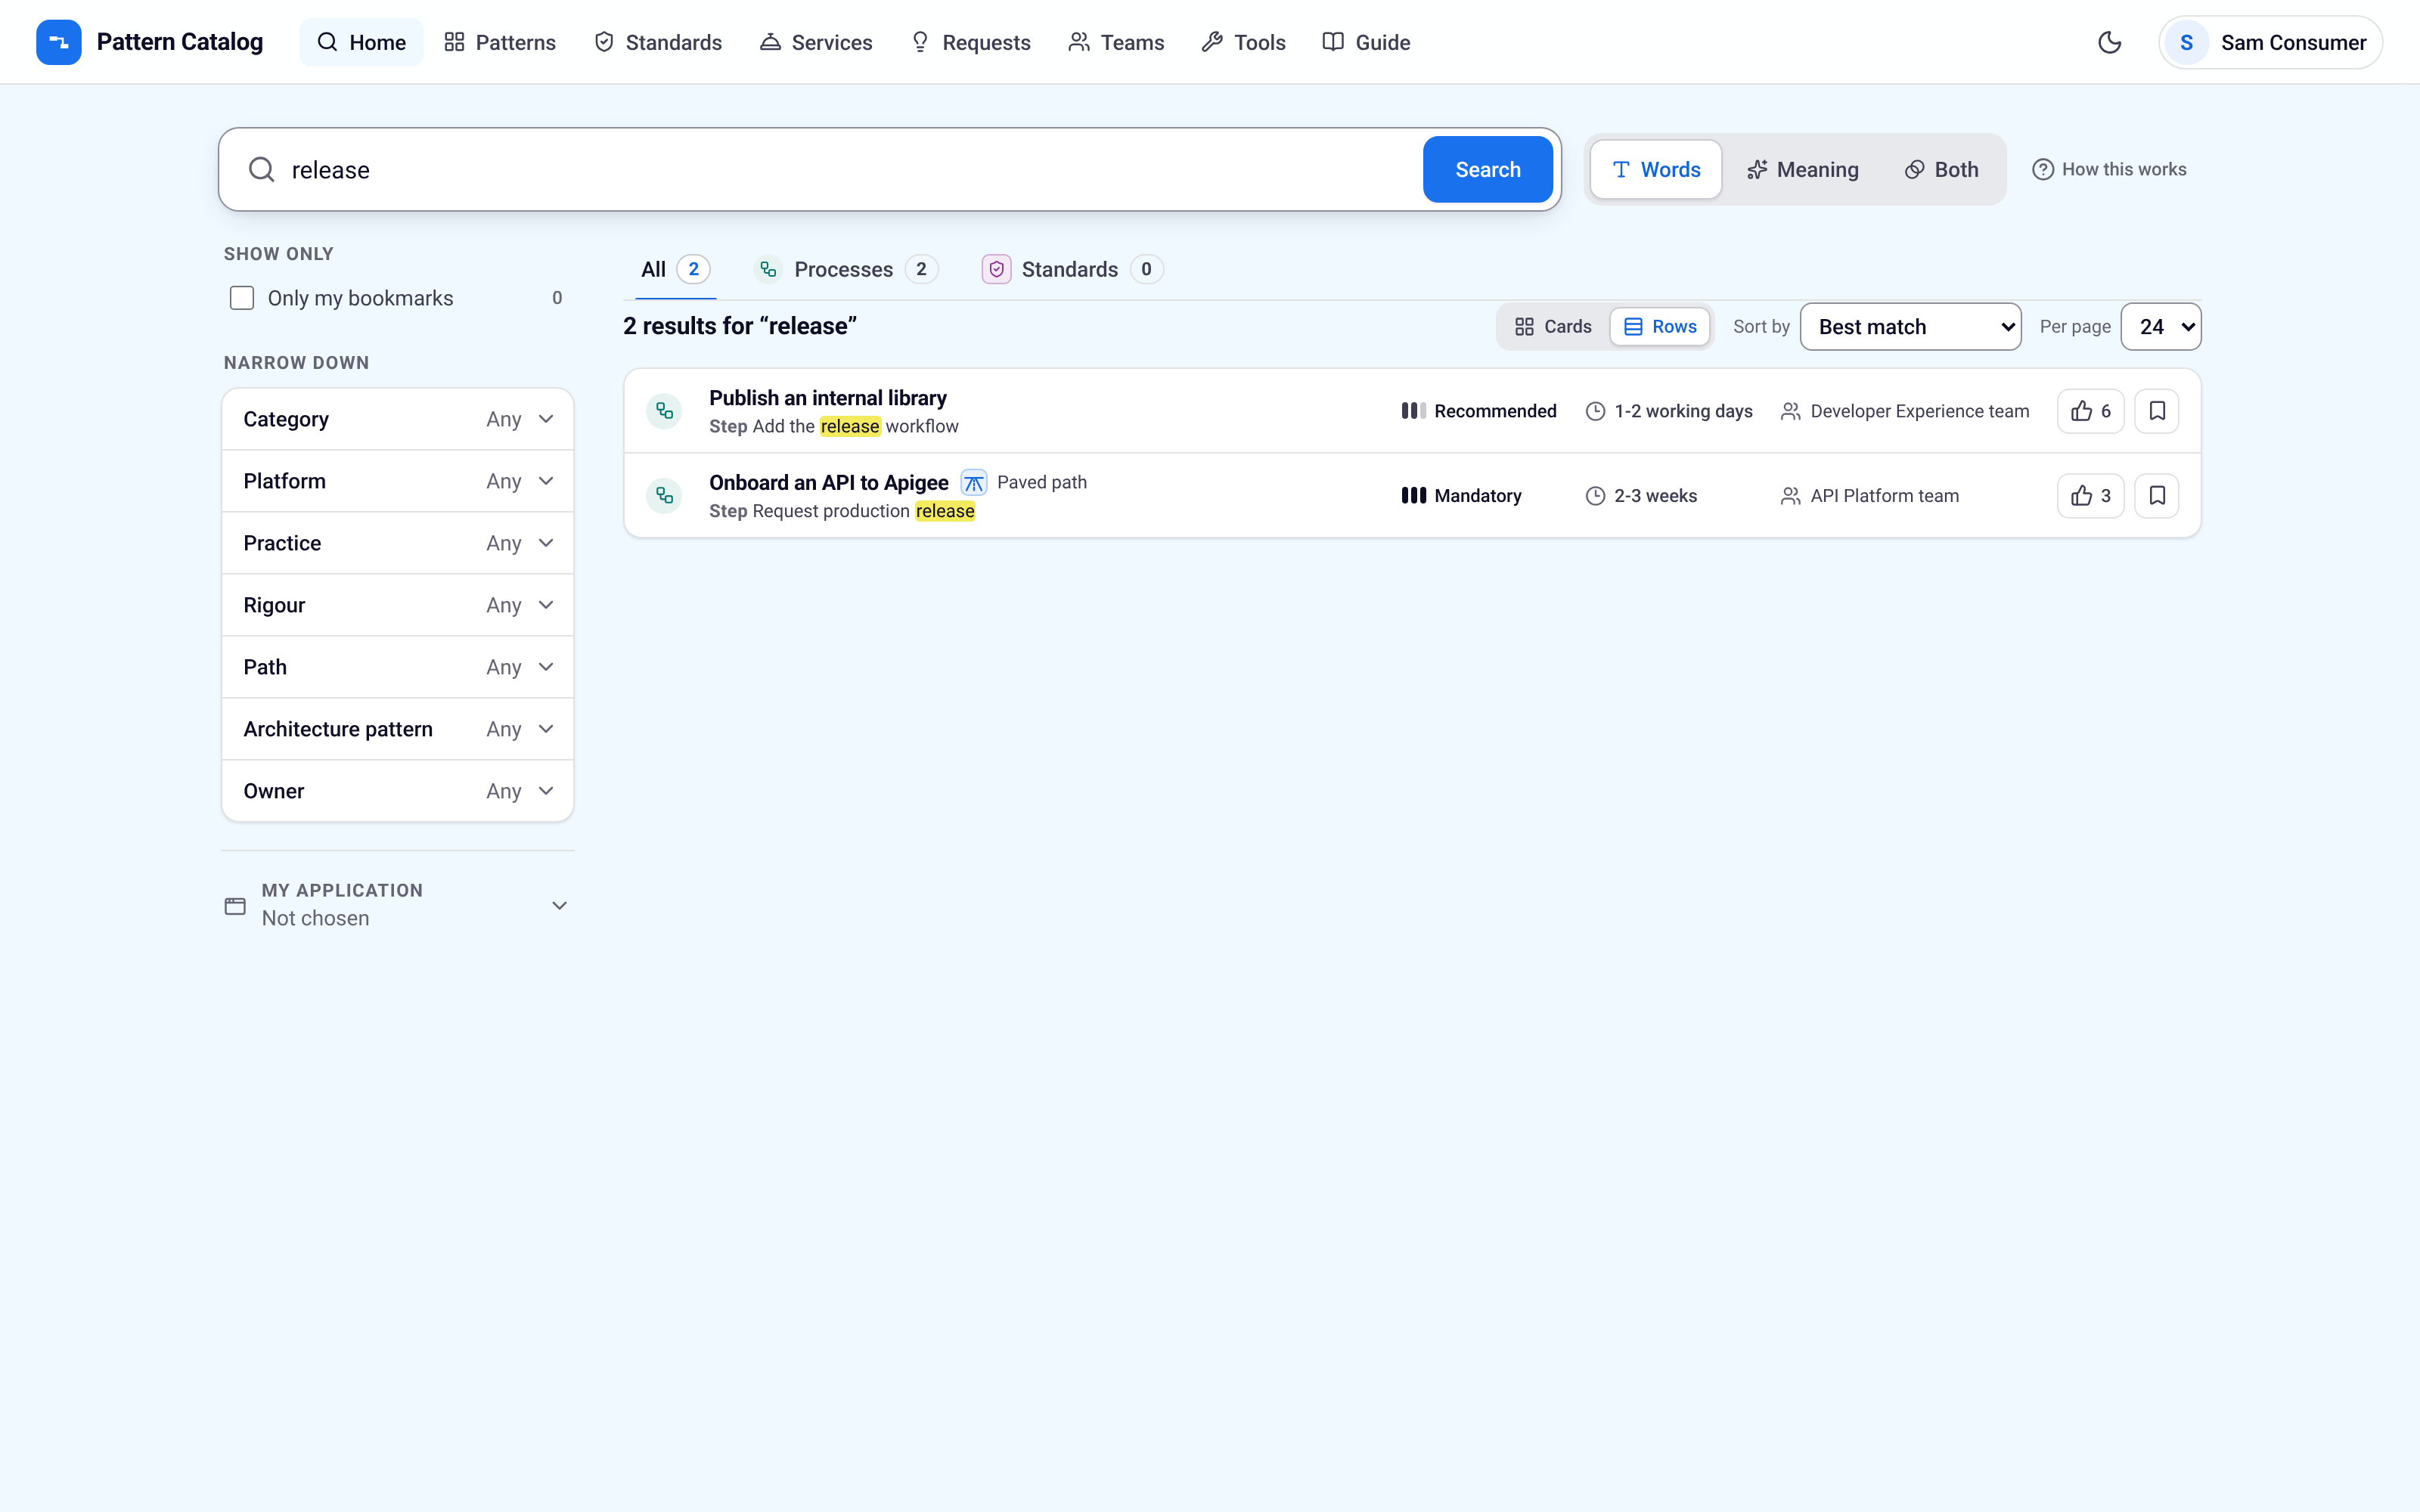 Pattern Catalog
Home
Patterns
Standards
Services
Requests
Teams
Tools
Guide
S
Sam Consumer
release
Search
Words
Meaning
Both
How this works
SHOW ONLY
Only my bookmarks 0
NARROW DOWN
Category Any
Platform Any
Practice Any
Rigour Any
Path Any
Architecture pattern Any
Owner Any
MY APPLICATION
Not chosen
All 2
Processes 2
Standards 0
2 results for “release”
Cards
Rows
Sort by
Best match
Per page
24
Publish an internal library
Step Add the release workflow
Recommended
1-2 working days
Developer Experience team
6
Onboard an API to Apigee
Paved path
Step Request production release
Mandatory
2-3 weeks
API Platform team
3